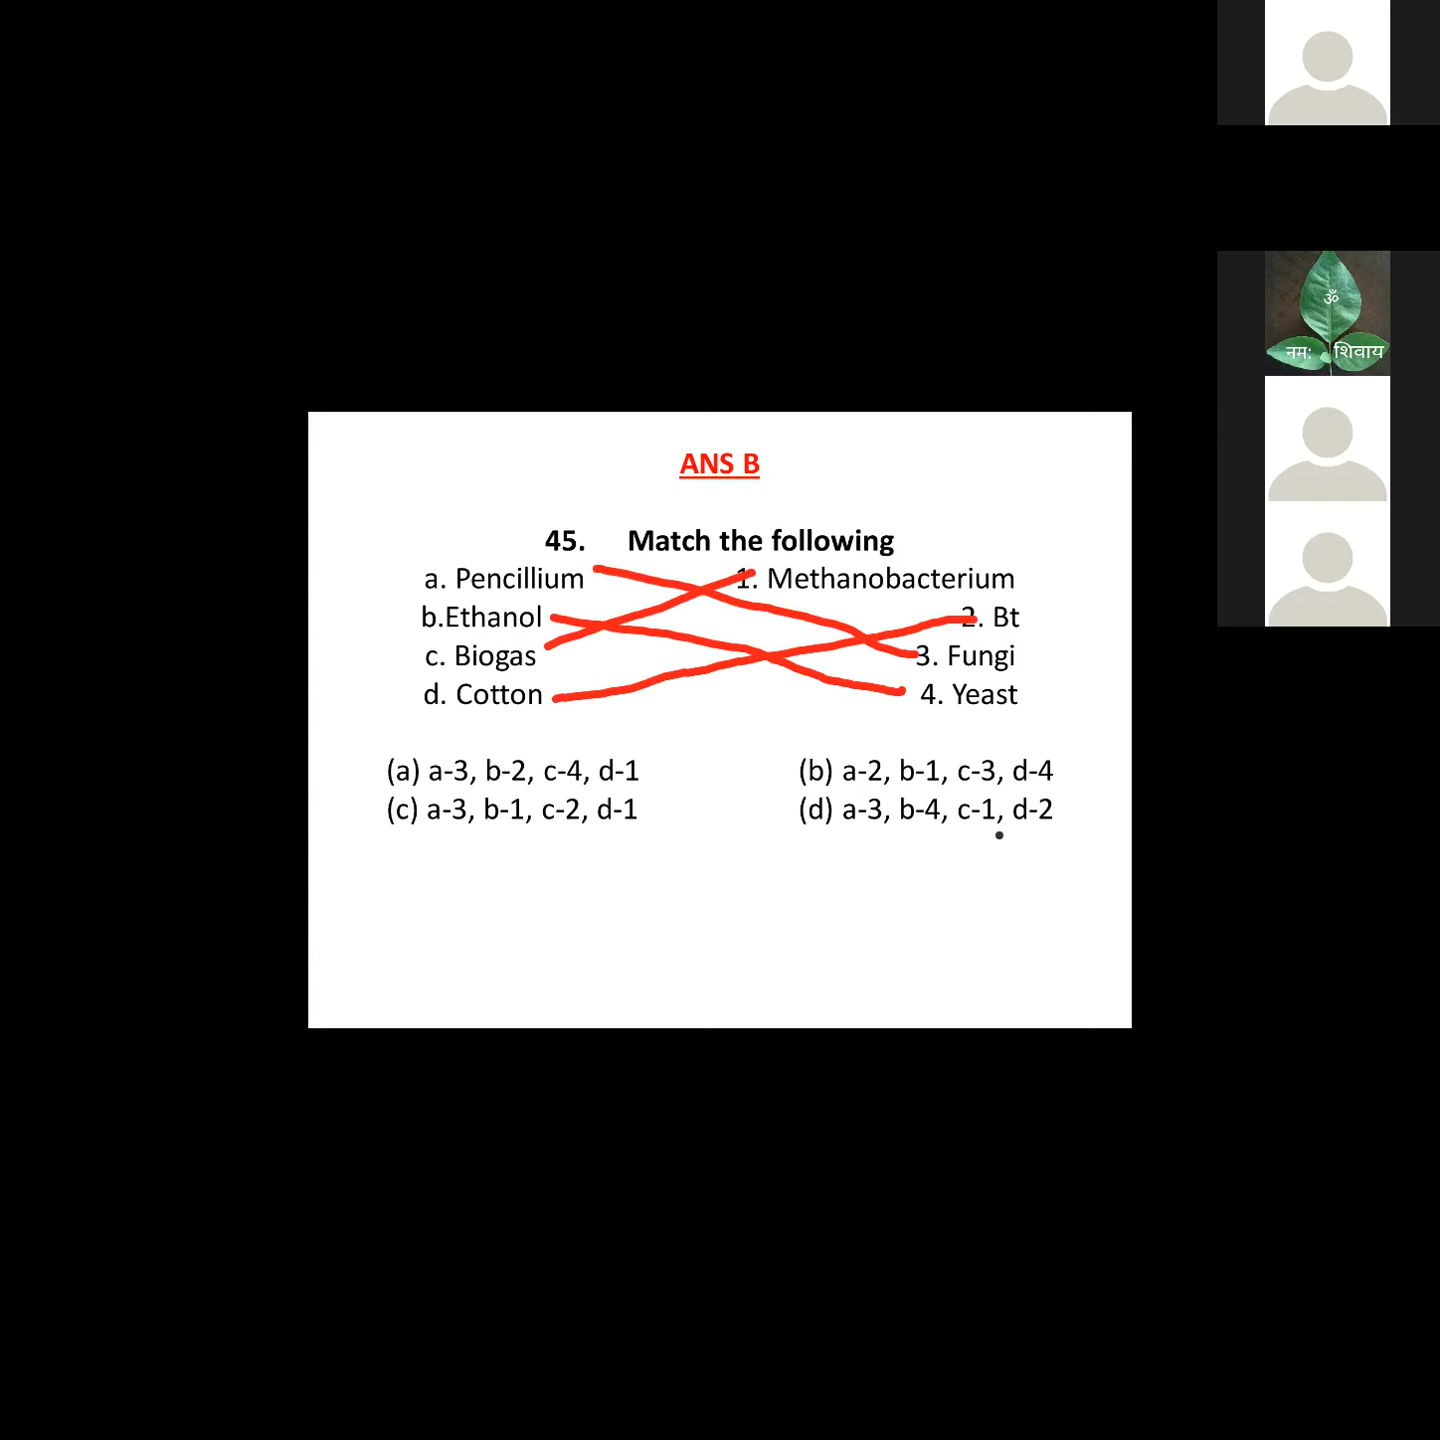 ॐ
नम: शिवाय
ANS B
45. Match the following
a. Pencillium 1. Methanobacterium
b.Ethanol 2. Bt
c. Biogas 3. Fungi
d. Cotton 4. Yeast
(a) a-3, b-2, c-4, d-1 (b) a-2, b-1, c-3, d-4
(c) a-3, b-1, c-2, d-1 (d) a-3, b-4, c-1, d-2